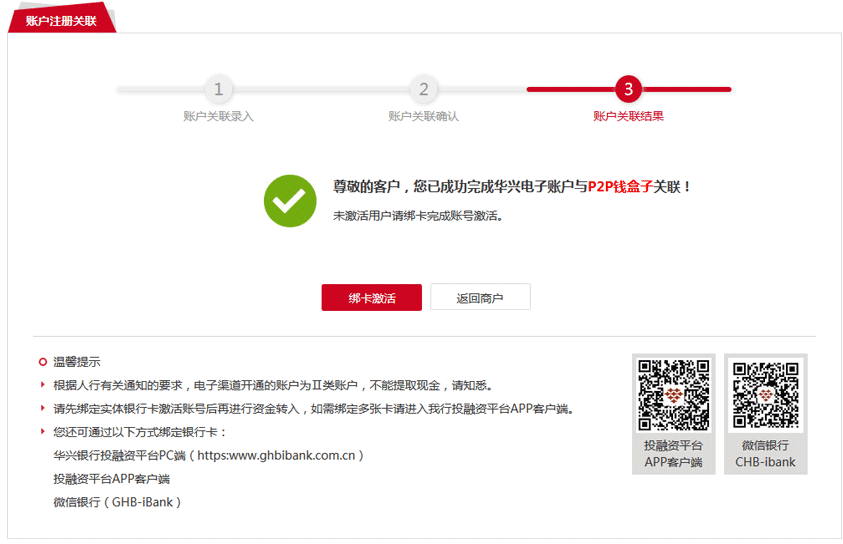 账户注册关联
1
2
3
账户关联录入
账户关联确认
账户关联结果
尊敬的客户，您已成功完成华兴电子账户与P2P钱盒子关联！
未激活用户请绑卡完成账号激活。
绑卡激活
返回商户
温馨提示
根据人行有关通知的要求，电子渠道开通的账户为Ⅱ类账户，不能提取现金，请知悉。
请先绑定实体银行卡激活账号后再进行资金转入，如需绑定多张卡请进入我行投融资平台APP客户端。
您还可通过以下方式绑定银行卡：
华兴银行投融资平台PC端（https:www.ghbibank.com.cn）
投融资平台APP客户端
微信银行（GHB-iBank）
投融资平台
APP客户端
微信银行
CHB-ibank